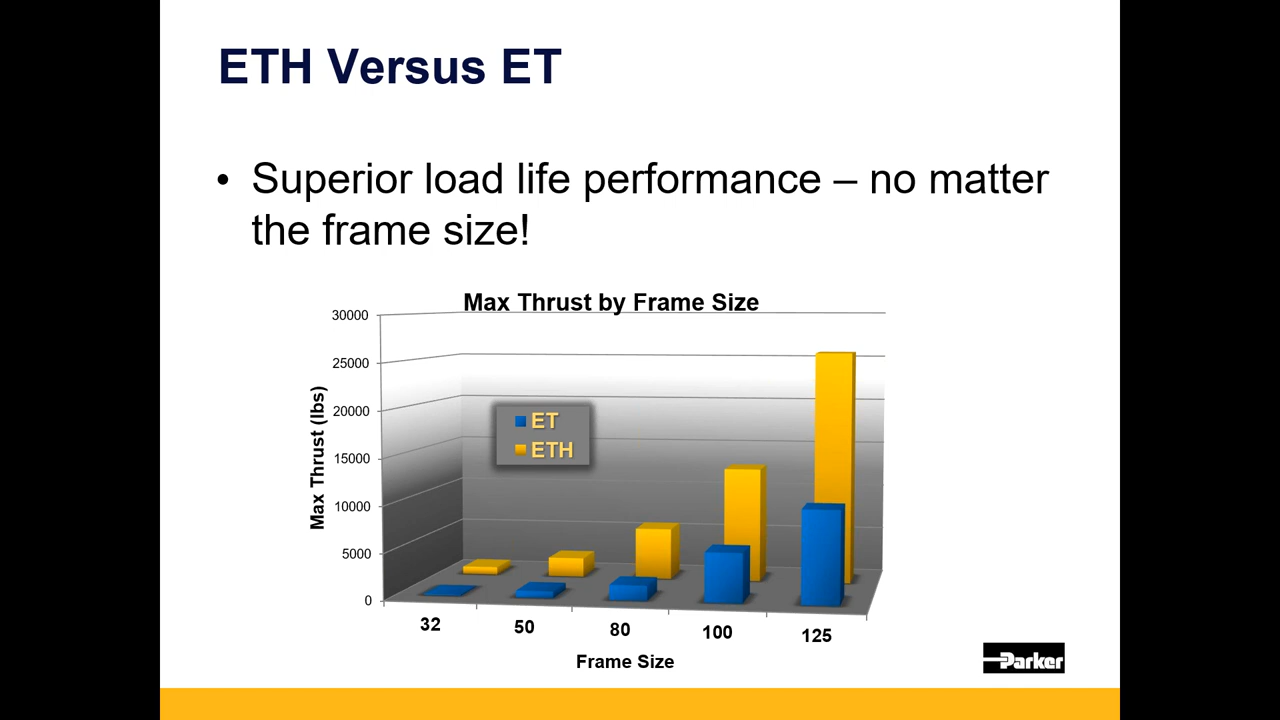 ETH Versus ET
• Superior load life performance – no matter
the frame size!
Max Thrust by Frame Size
30000
25000
20000
15000
10000
5000
0
Max Thrust (lbs)
ET
ETH
32 50 80 100 125
Frame Size
Parker